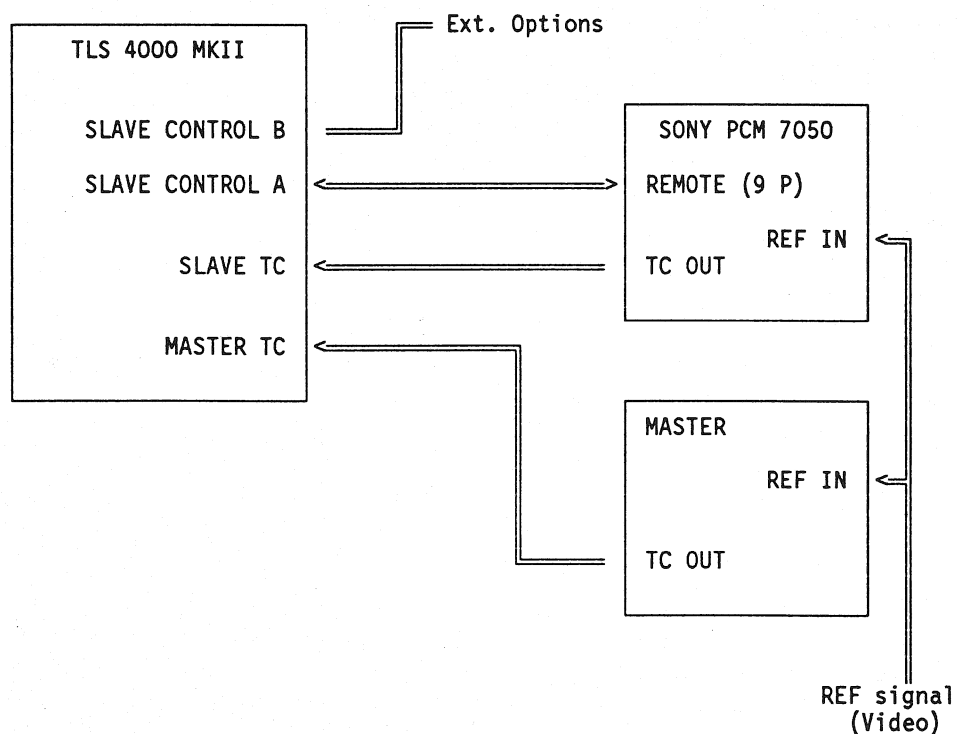 Ext. Options
TLS 4000 MKII
SLAVE CONTROL B
SLAVE CONTROL A
SLAVE TC
MASTER TC
SONY PCM 7050
REMOTE (9 P)
REF IN
TC OUT
MASTER
REF IN
TC OUT
REF signal
(Video)